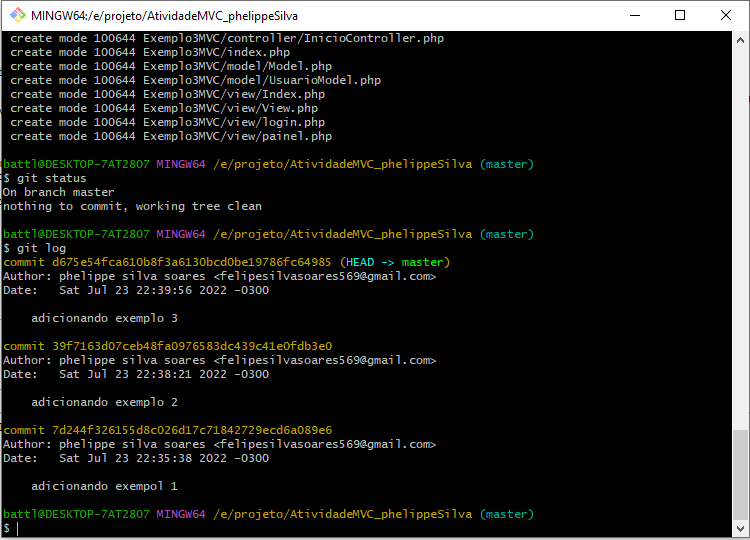 MINGW64:/e/projeto/AtividadeMVC_phelippeSilva
create mode 100644 Exemplo3MVC/controller/InicioController.php
create mode 100644 Exemplo3MVC/index.php
create mode 100644 Exemplo3MVC/model/Model.php
create mode 100644 Exemplo3MVC/model/UsuarioModel.php
create mode 100644 Exemplo3MVC/view/Index.php
create mode 100644 Exemplo3MVC/view/View.php
create mode 100644 Exemplo3MVC/view/login.php
create mode 100644 Exemplo3MVC/view/painel.php
battl@DESKTOP-7AT28O7 MINGW64 /e/projeto/AtividadeMVC_phelippeSilva (master)
$ git status
On branch master
nothing to commit, working tree clean
battl@DESKTOP-7AT28O7 MINGW64 /e/projeto/AtividadeMVC_phelippeSilva (master)
$ git log
commit d675e54fca610b8f3a6130bcd0be19786fc64985 (HEAD -> master)
Author: phelippe silva soares <felipesilvasoares569@gmail.com>
Date:   Sat Jul 23 22:39:56 2022 -0300
adicionando exemplo 3
commit 39f7163d07ceb48fa0976583dc439c41e0fdb3e0
Author: phelippe silva soares <felipesilvasoares569@gmail.com>
Date:   Sat Jul 23 22:38:21 2022 -0300
adicionando exemplo 2
commit 7d244f326155d8c026d17c71842729ecd6a089e6
Author: phelippe silva soares <felipesilvasoares569@gmail.com>
Date:   Sat Jul 23 22:35:38 2022 -0300
adicionando exempol 1
battl@DESKTOP-7AT28O7 MINGW64 /e/projeto/AtividadeMVC_phelippeSilva (master)
$